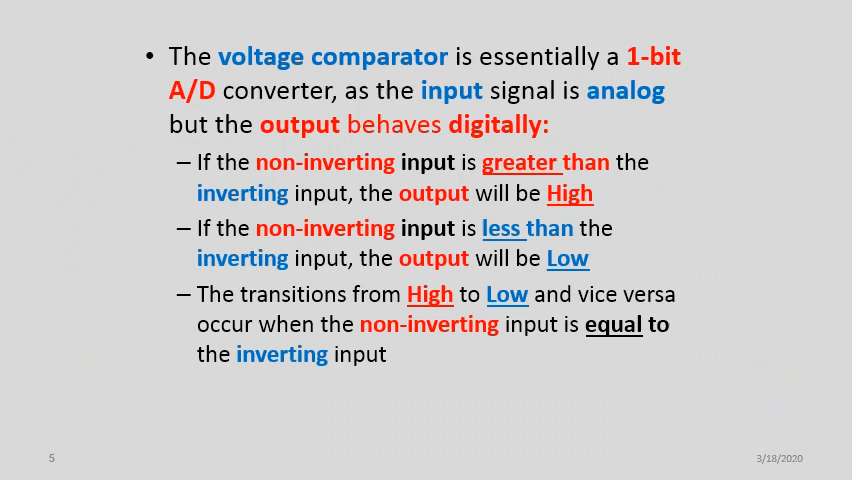 • The voltage comparator is essentially a 1-bit
A/D converter, as the input signal is analog
but the output behaves digitally:
– If the non-inverting input is greater than the
inverting input, the output will be High
– If the non-inverting input is less than the
inverting input, the output will be Low
– The transitions from High to Low and vice versa
occur when the non-inverting input is equal to
the inverting input
5
3/18/2020